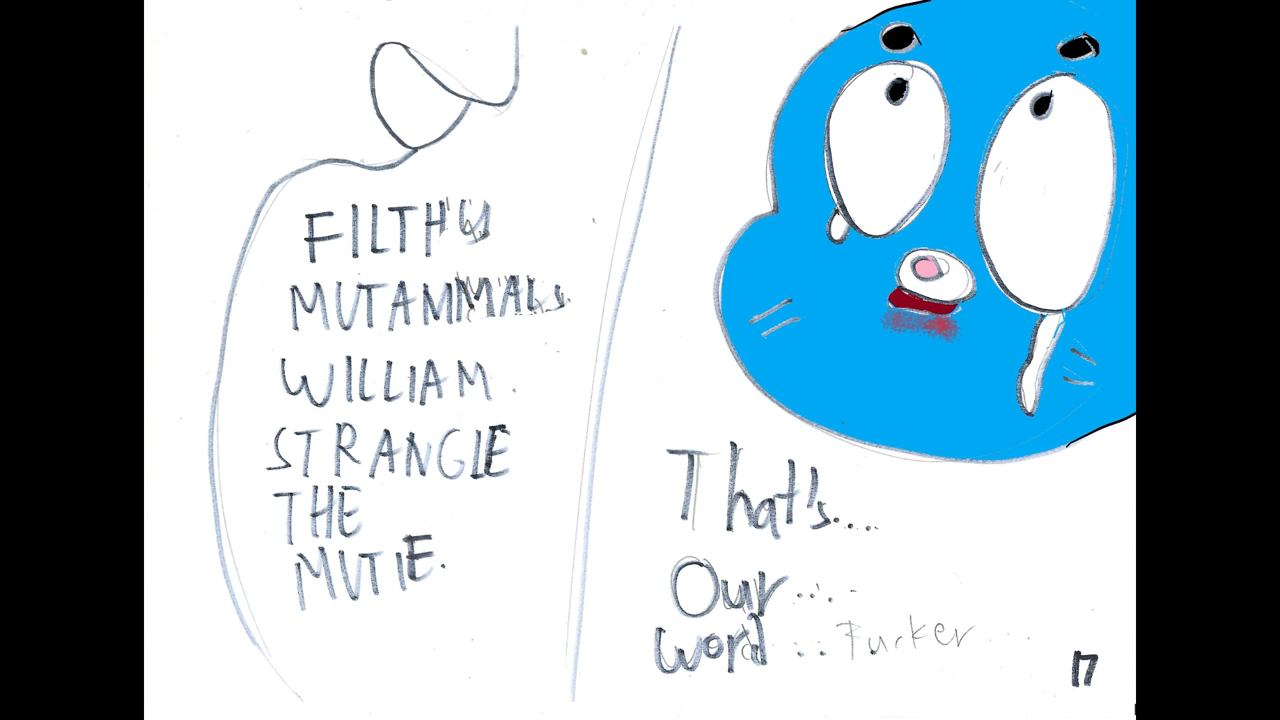 FILTHY
MUTAMMALS
WILLIAM.
STRANGLE
THE
MUTIE.
That's....
Our....
word.... Fucker....
17